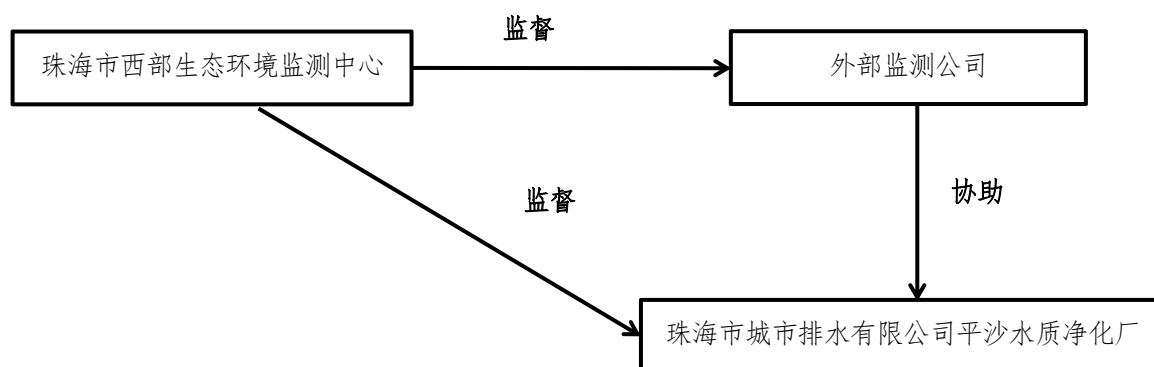 监督
珠海市西部生态环境监测中心
外部监测公司
监督
协助
珠海市城市排水有限公司平沙水质净化厂